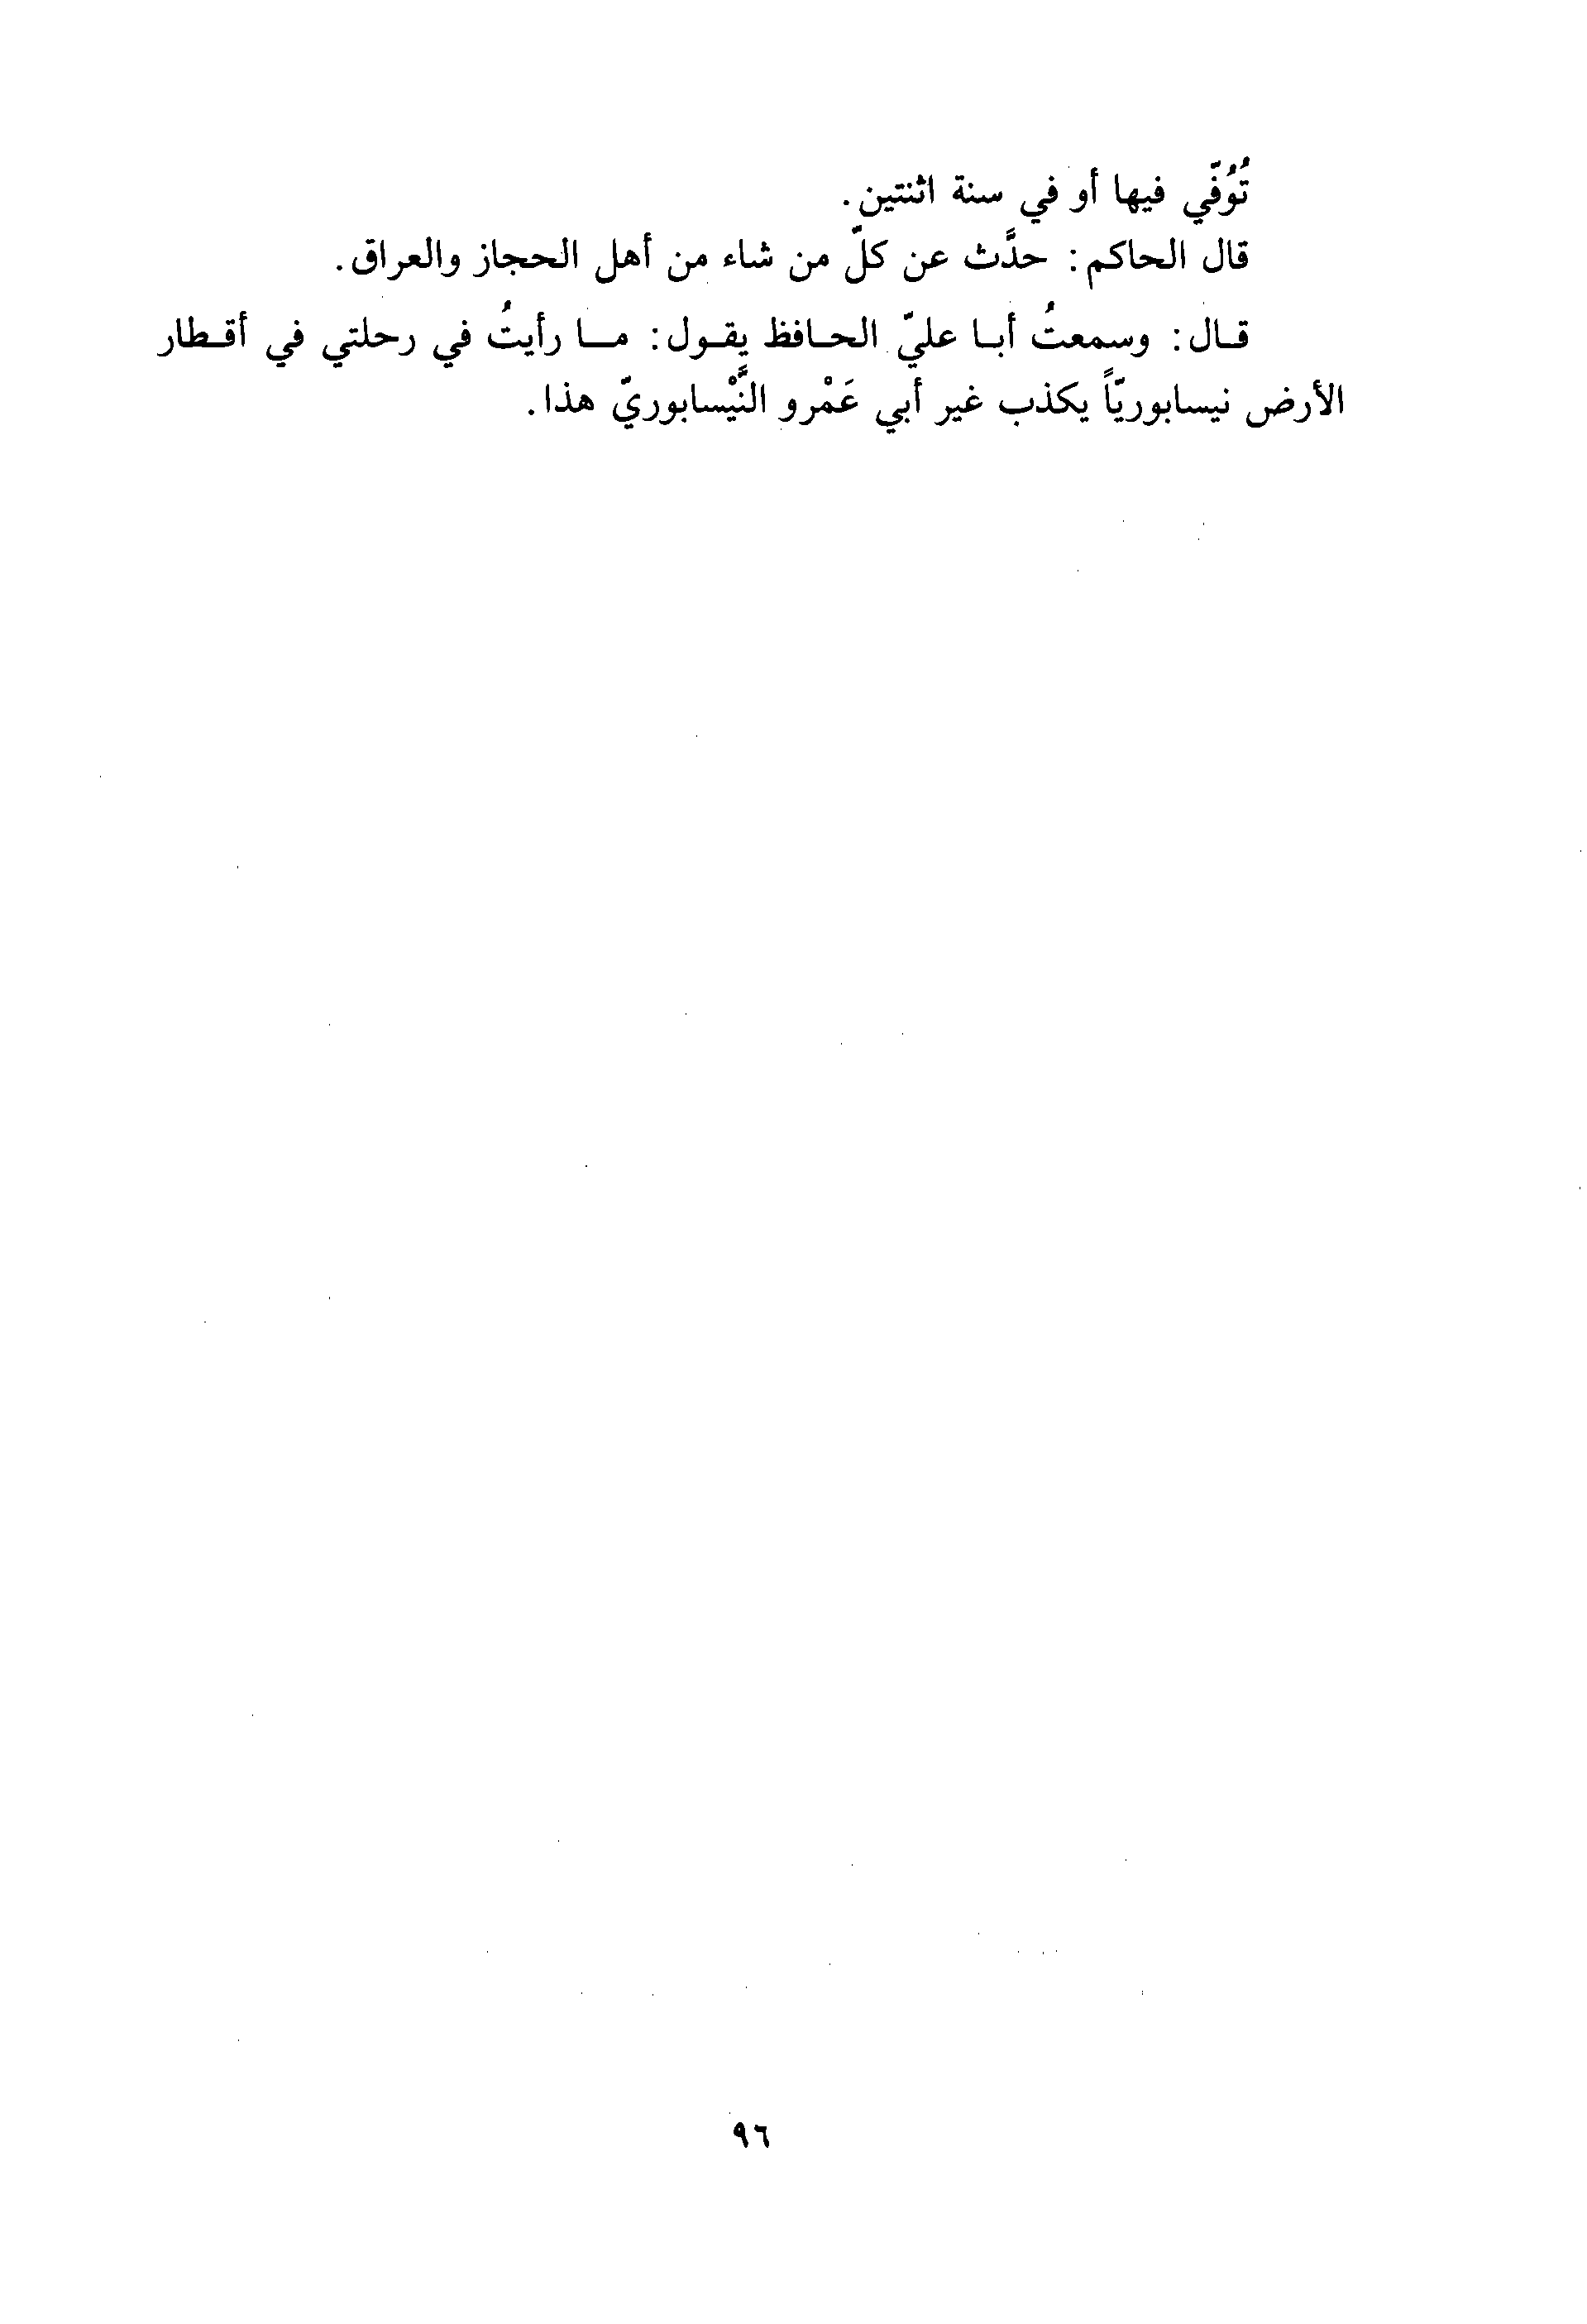 تُوُفّي فيها أو في سنة اثنتين.
قال الحاكم: حدَّث عن كلّ من شاء من أهل الحجاز والعراق.
قال: وسمعتُ أبا عليّ الحافظ يقول: ما رأيتُ في رحلتي في أقطار
الأرض نيسابوريّاً يكذب غير أبي عَمْرو النَّيْسابوريّ هذا.
٩٦